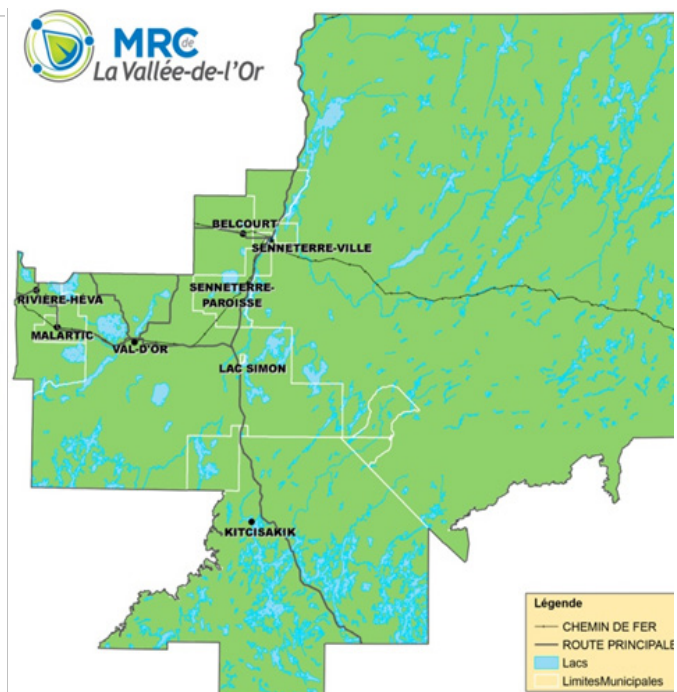 MRC de
La Vallée-de-l'Or
BELCOURT
SENNETERRE-VILLE
SENNETERRE-
PAROISSE
RIVIÈRE-HÉVA
MALARTIC
VAL-D'OR
LAC SIMON
KITCISAKIK
Légende
CHEMIN DE FER
ROUTE PRINCIPALE
Lacs
LimitesMunicipales